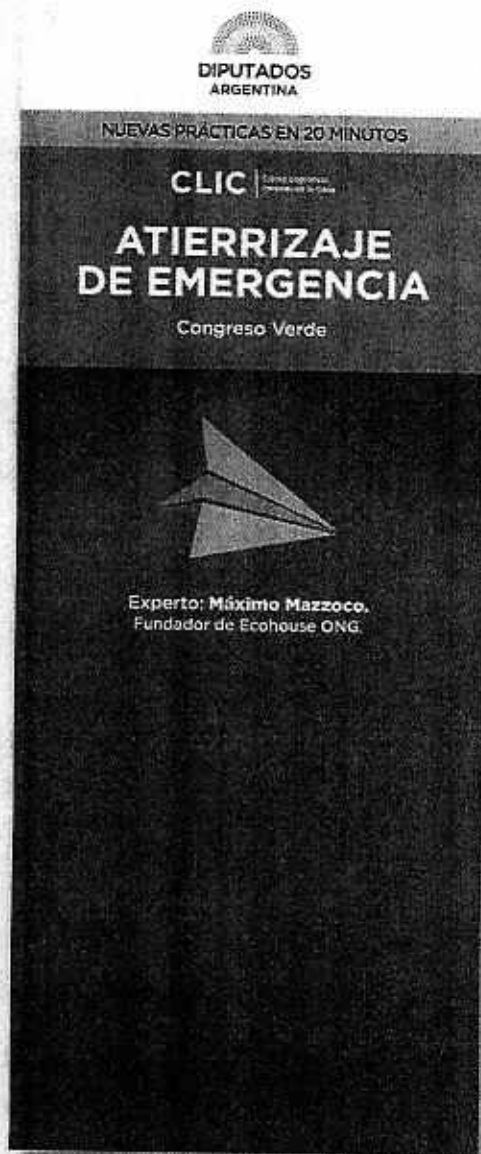 DIPUTADOS
ARGENTINA
NUEVAS PRÁCTICAS EN 20 MINUTOS
CLIC
ATIERRIZAJE
DE EMERGENCIA
Congreso Verde
Experto: Máximo Mazzoco.
Fundador de Ecohouse ONG.